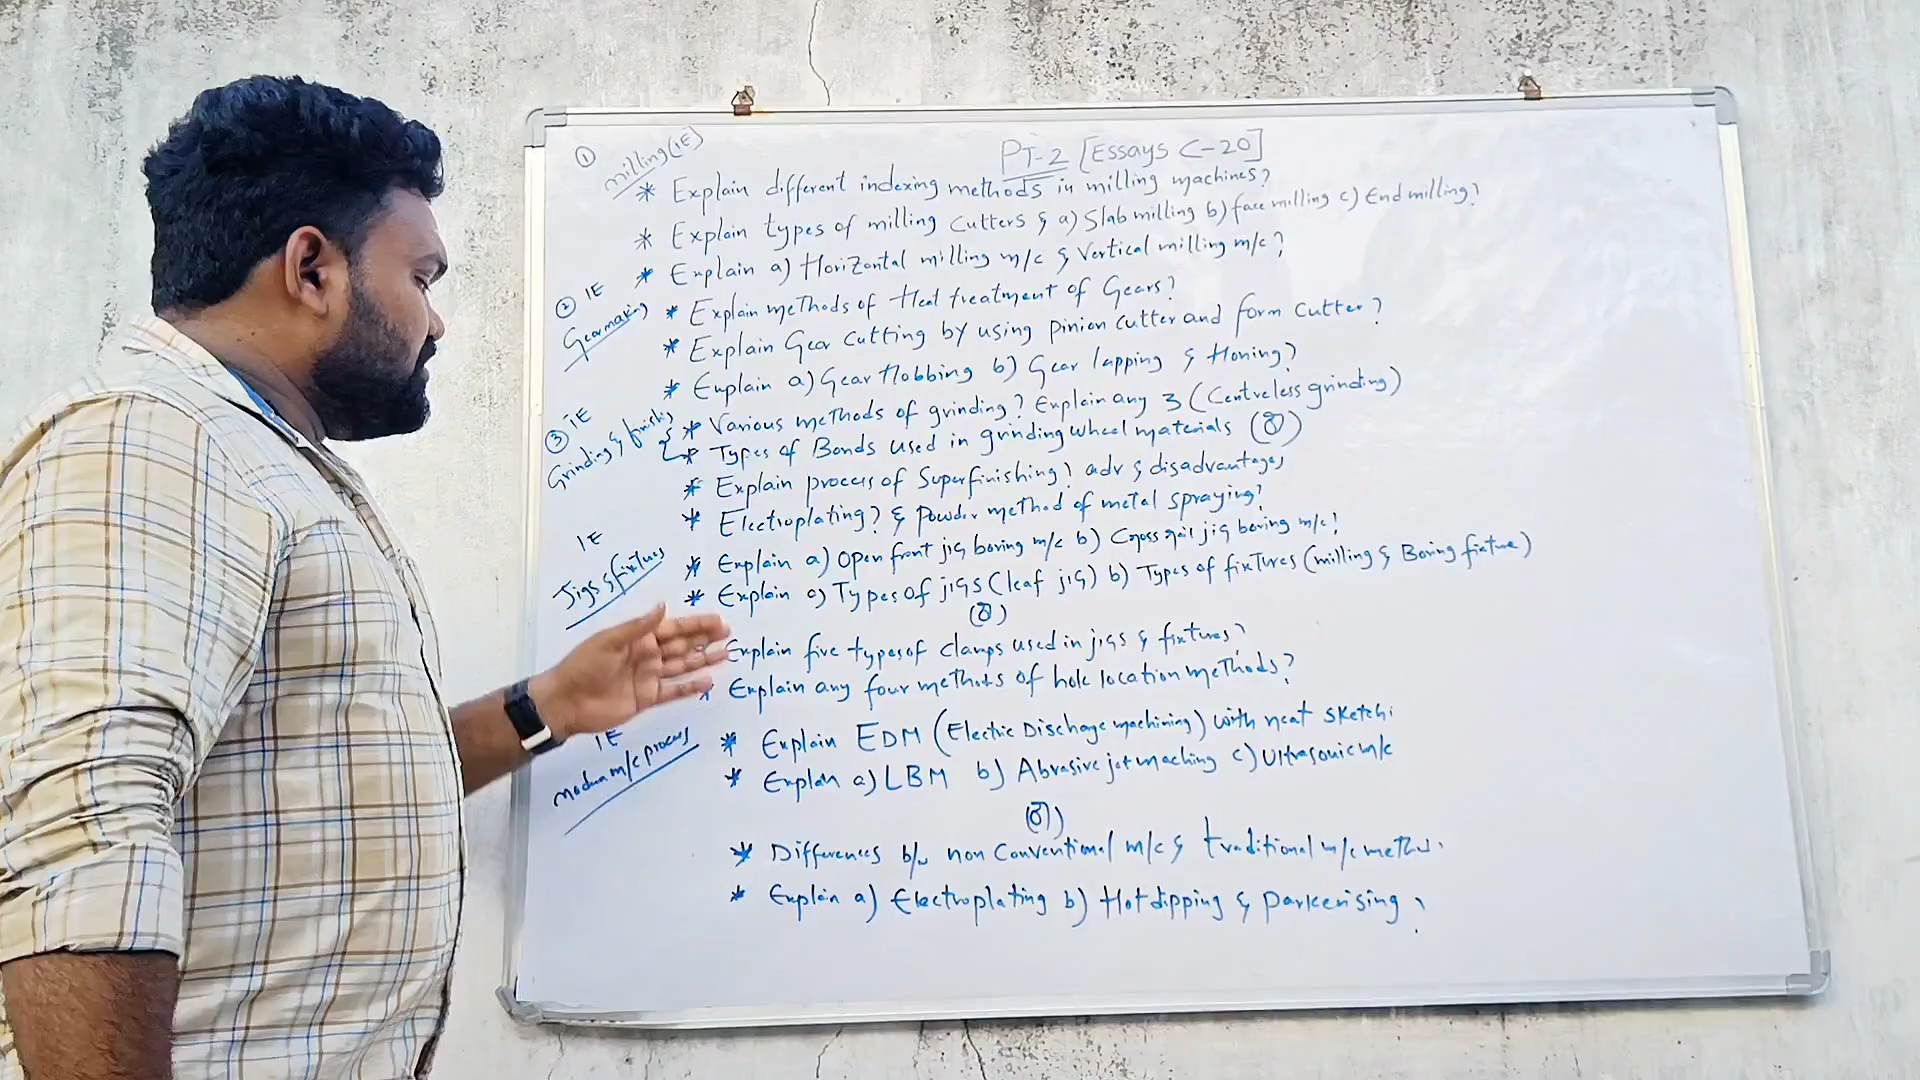 PT-2 [Essays C-20]
① milling (1E)
* Explain different indexing methods in milling machines?
* Explain types of milling cutters & a) Slab milling b) face milling c) End milling?
* Explain a) Horizontal milling m/c & Vertical milling m/c?
② 1E Gear making
* Explain methods of Heat treatment of Gears?
* Explain Gear cutting by using pinion cutter and form cutter?
* Explain a) Gear Hobbing b) Gear lapping & Honing?
③ 1E Grinding & finishing
* Various methods of grinding? Explain any 3 (Centreless grinding)
* Types of Bonds used in grinding wheel materials (or)
* Explain process of Superfinishing? adv & disadvantages
* Electroplating? & powder method of metal spraying?
1E Jigs & fixtures
* Explain a) Open front jig boring m/c b) Cross rail jig boring m/c?
* Explain a) Types of jigs (leaf jig) b) Types of fixtures (milling & Boring fixture)
(or)
Explain five types of clamps used in jigs & fixtures?
* Explain any four methods of hole location methods?
1E Modern m/c process
* Explain EDM (Electric Discharge machining) with neat sketch:
* Explain a) LBM b) Abrasive jet maching c) Ultrasonic m/c
(or)
* Differences b/w non Conventional m/c & traditional m/c method.
* Explain a) Electroplating b) Hot dipping & Parkerising?